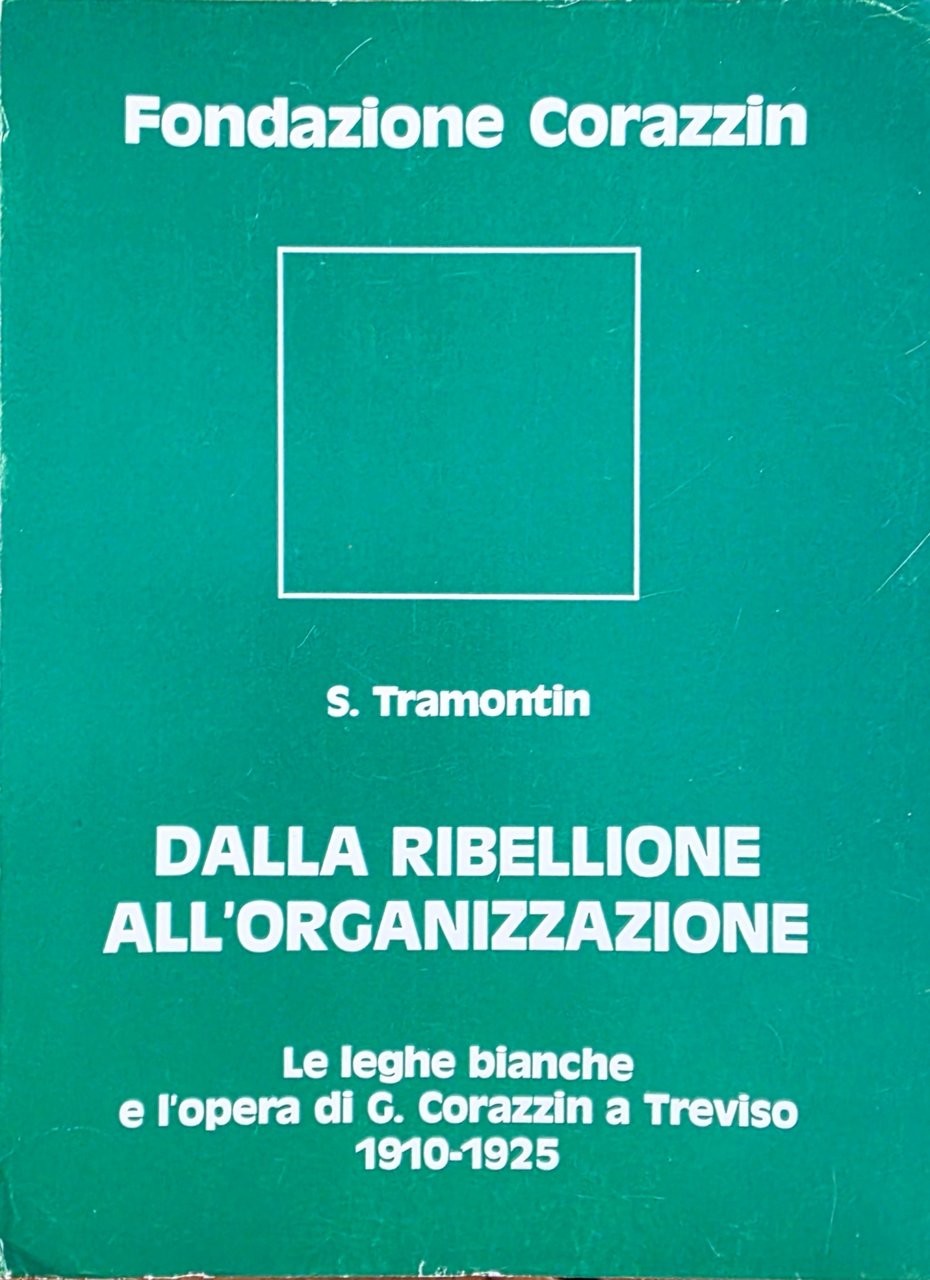 Fondazione Corazzin
S. Tramontin
DALLA RIBELLIONE
ALL'ORGANIZZAZIONE
Le leghe bianche
e l'opera di G. Corazzin a Treviso
1910-1925